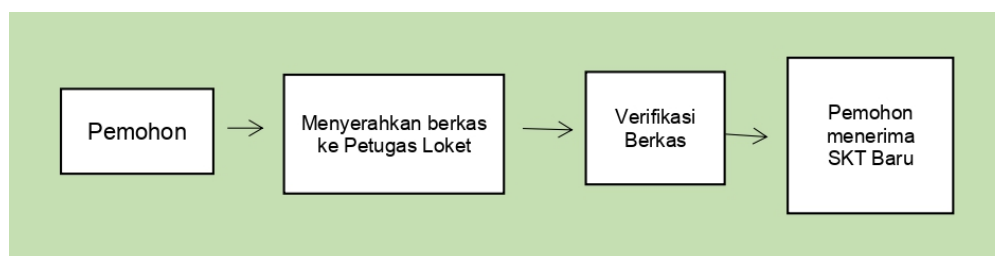 Pemohon
Menyerahkan berkas
ke Petugas Loket
Verifikasi
Berkas
Pemohon
menerima
SKT Baru